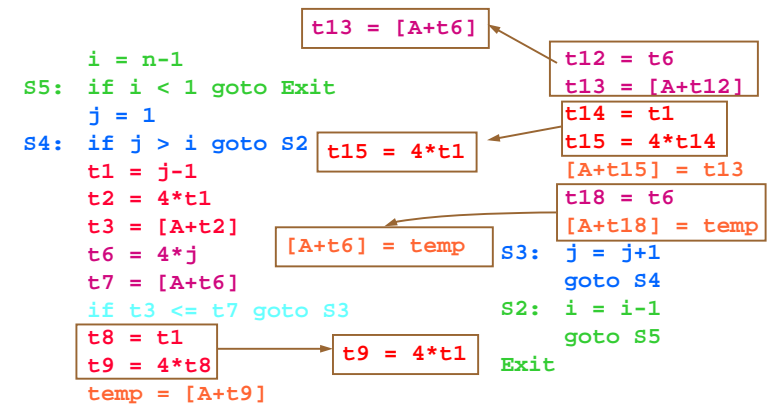 t13 = [A+t6]
i = n-1
S5: if i < 1 goto Exit
j = 1
S4: if j > i goto S2
t1 = j-1
t2 = 4*t1
t3 = [A+t2]
t6 = 4*j
t7 = [A+t6]
if t3 <= t7 goto S3
t8 = t1
t9 = 4*t8
temp = [A+t9]
t15 = 4*t1
[A+t6] = temp
t9 = 4*t1
t12 = t6
t13 = [A+t12]
t14 = t1
t15 = 4*t14
[A+t15] = t13
t18 = t6
[A+t18] = temp
S3: j = j+1
goto S4
S2: i = i-1
goto S5
Exit